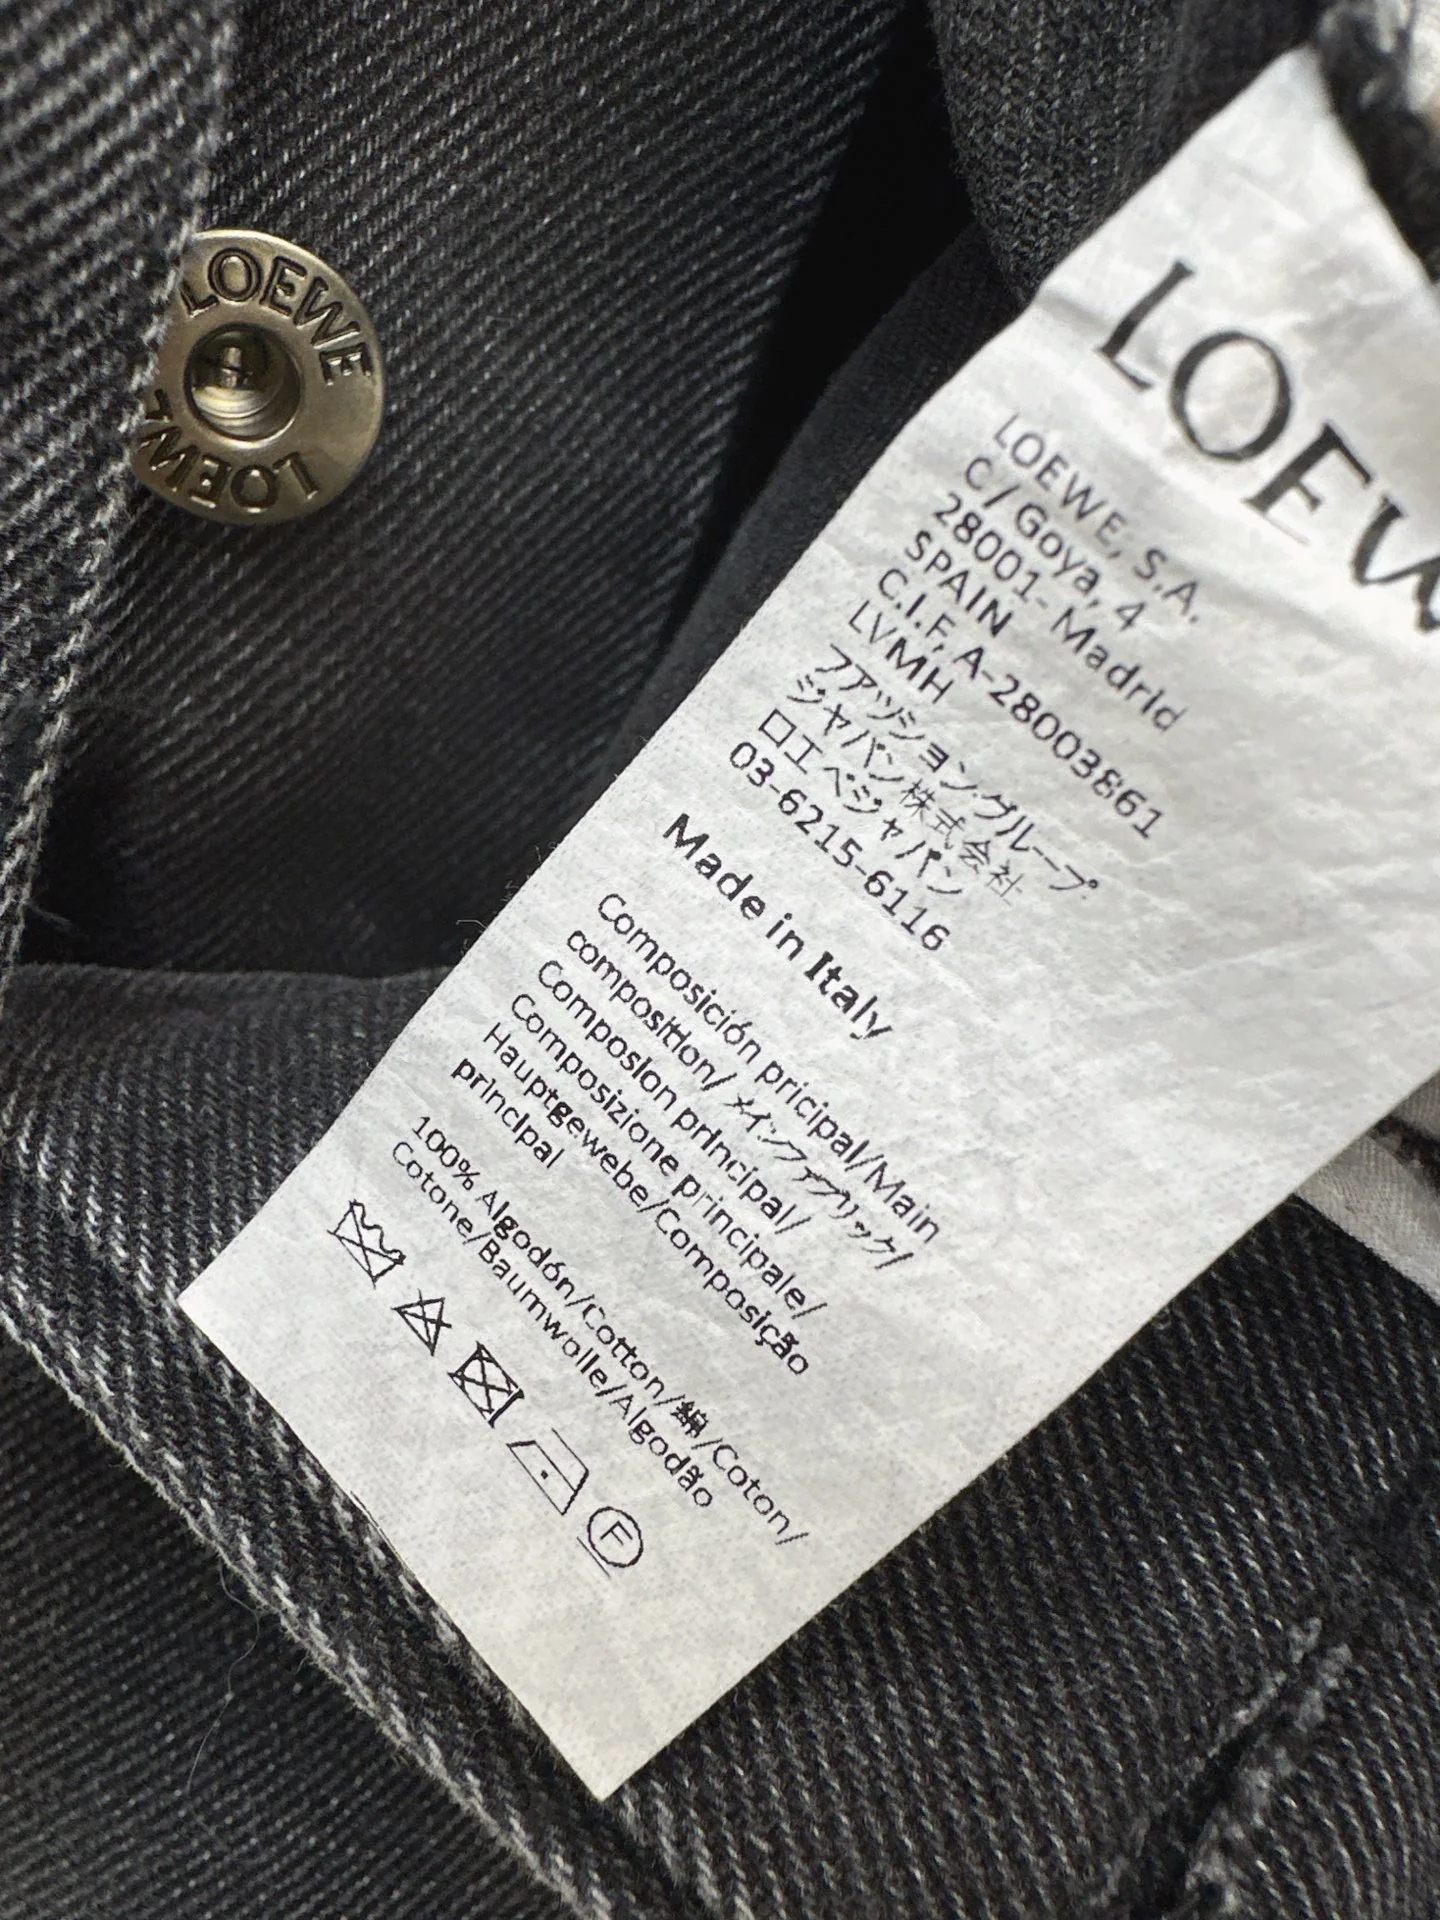 LOEWE
LOEWE
LOEW
LOEWE, S.A.
C / Goya, 4
28001- Madrid
SPAIN
C.I.F, A-28003861
LVMH
ファッション・グループ
ジャパン株式会社
ロエベジャパン
03-6215-6116
Made in Italy
Composición pricipal/Main
composition/メインファブリック/
Composion principal/
Composizione principale/
Hauptgewebe/Composição
principal
100% Algodón/Cotton/綿/Coton/
Cotone/Baumwolle/Algodão
F